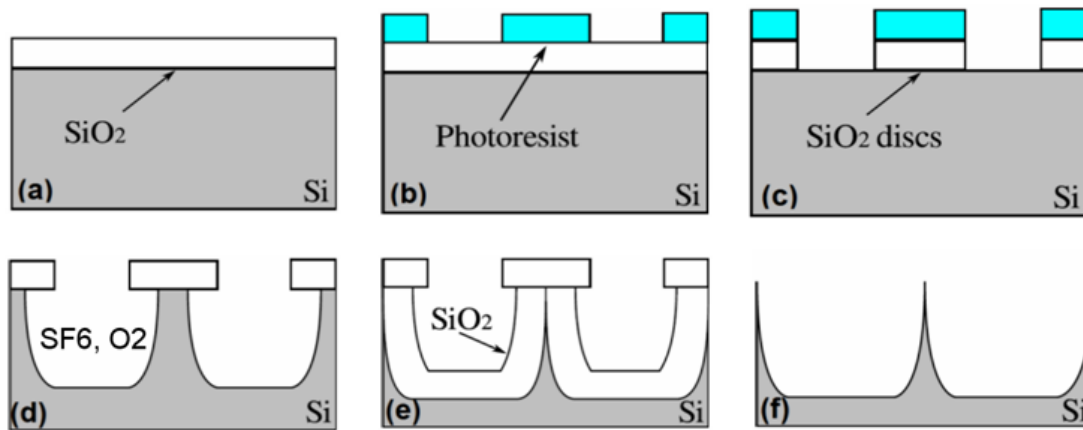 SiO2
(a)
Si
Photoresist
(b)
Si
SiO2 discs
(c)
Si
SF6, O2
(d)
Si
SiO2
(e)
Si
(f)
Si